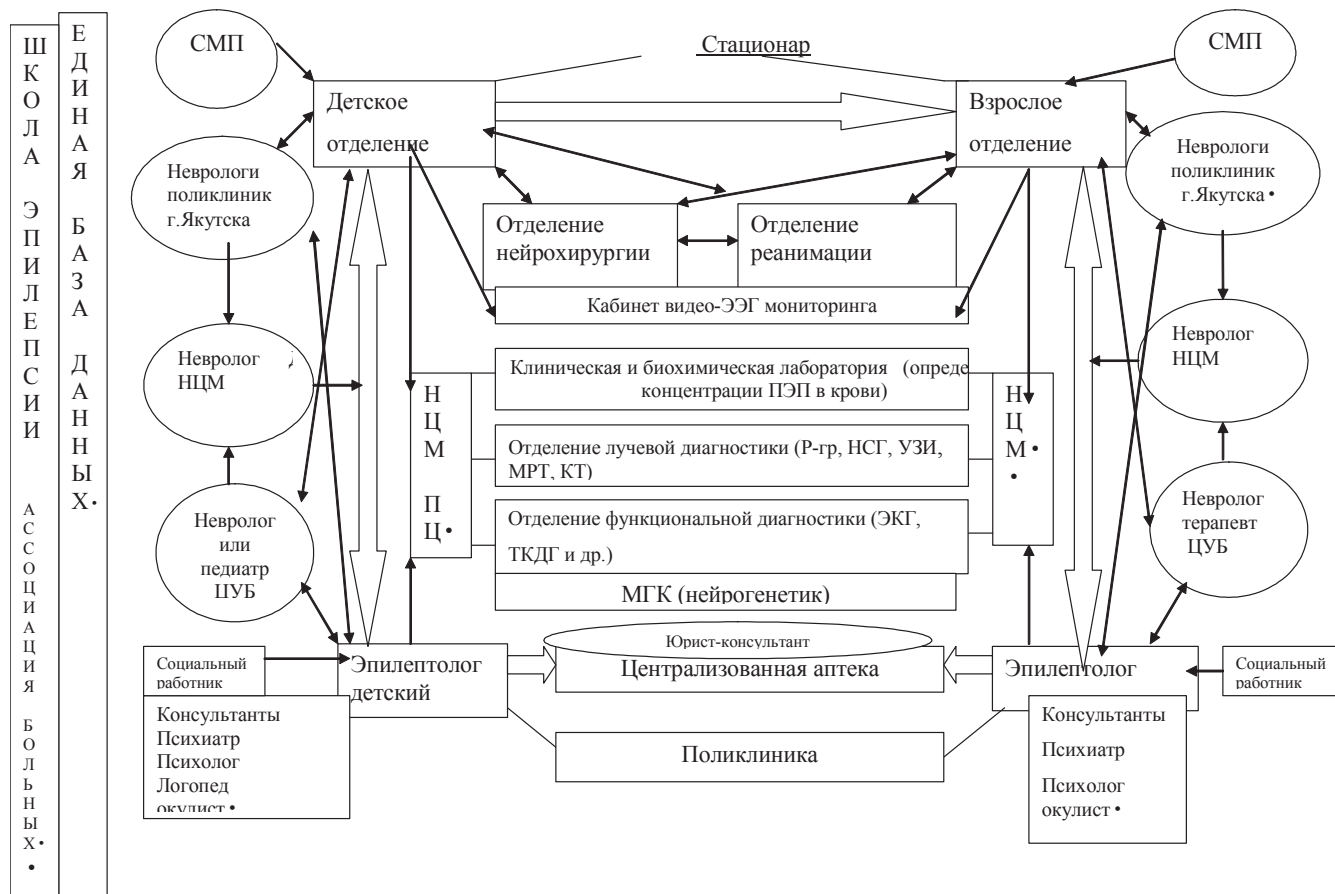 ШКОЛА ЭПИЛЕПСИИ АССОЦИАЦИЯ БОЛЬНЫХ•
•
ЕДИНАЯ БАЗА ДАННЫХ•
СМП
Стационар
СМП
Детское
отделение
Взрослое
отделение
Неврологи
поликлиник
г.Якутска
Неврологи
поликлиник
г.Якутска •
Отделение
нейрохирургии
Отделение
реанимации
Кабинет видео-ЭЭГ мониторинга
Невролог
НЦМ
Невролог
НЦМ
НЦМ ПЦ•
Клиническая и биохимическая лаборатория (опреде
концентрации ПЭП в крови)
НЦМ•
•
Отделение лучевой диагностики (Р-гр, НСГ, УЗИ,
МРТ, КТ)
Отделение функциональной диагностики (ЭКГ,
ТКДГ и др.)
МГК (нейрогенетик)
Невролог
или
педиатр
ЦУБ
Невролог
терапевт
ЦУБ
Юрист-консультант
Централизованная аптека
Социальный
работник
Эпилептолог
детский
Эпилептолог
Социальный
работник
Консультанты
Психиатр
Психолог
Логопед
окулист •
Поликлиника
Консультанты
Психиатр
Психолог
окулист •